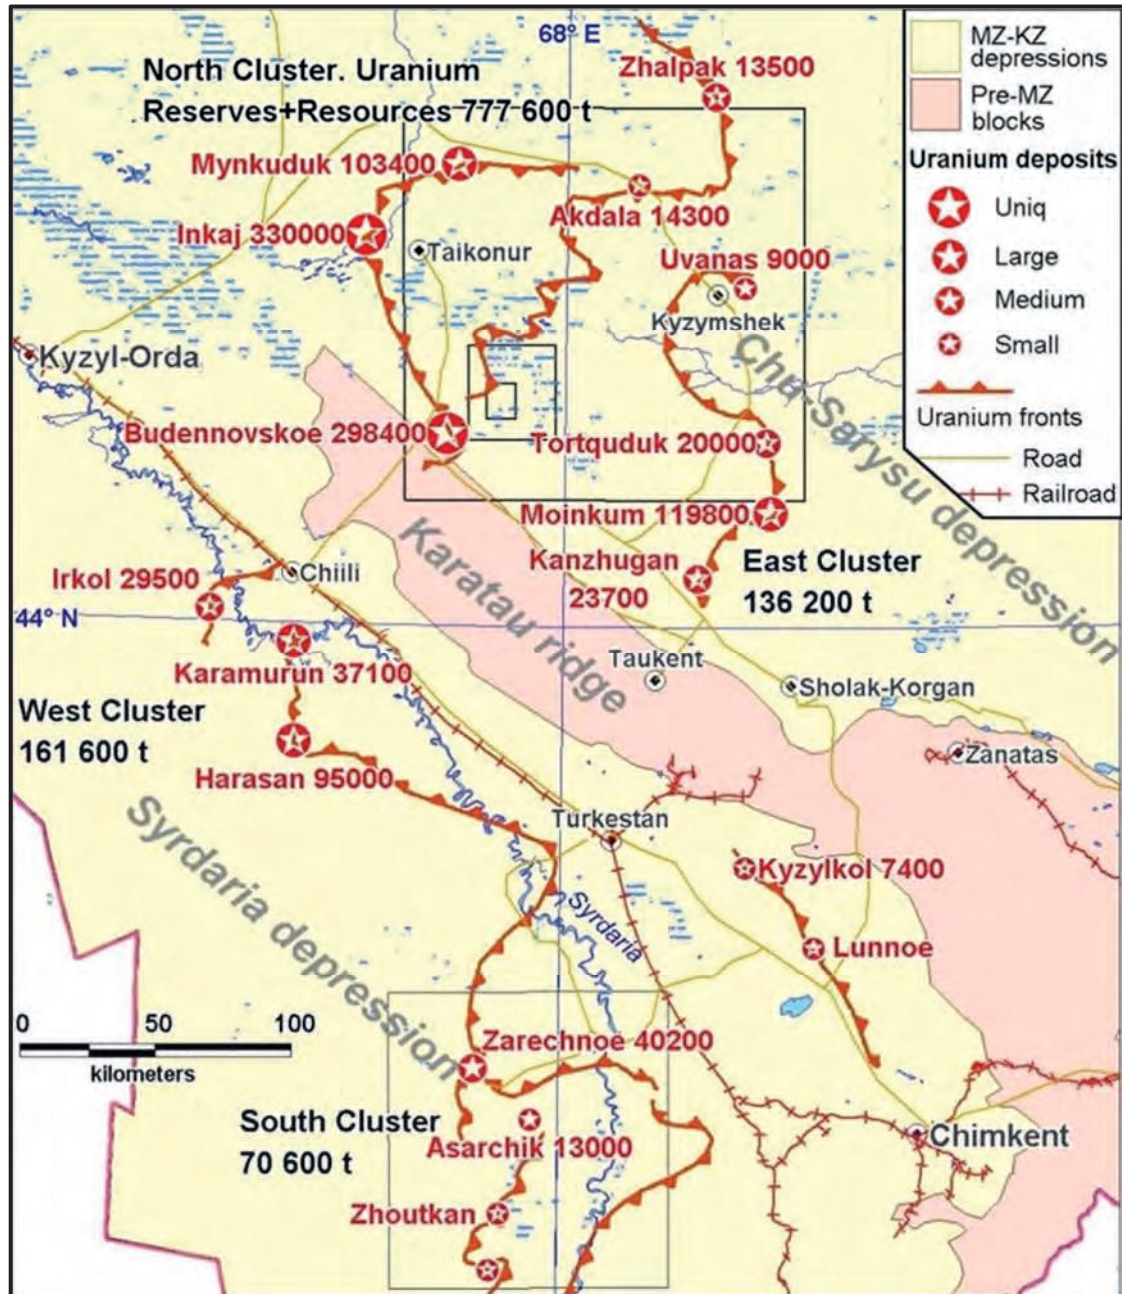 68° E
North Cluster. Uranium
Reserves+Resources 777 600 t
Zhalpak 13500
Mynkuduk 103400
Akdala 14300
Inkaj 330000
Taikonur
Uvanas 9000
Kyzymshek
Kyzyl-Orda
Chu-Sarysu depression
Budennovskoe 298400
Tortquduk 20000
Moinkum 119800
Karatau ridge
Kanzhugan
23700
East Cluster
136 200 t
Irkol 29500
Chiili
44° N
Karamurun 37100
Taukent
Sholak-Korgan
West Cluster
161 600 t
Harasan 95000
Zanatas
Syrdaria depression
Turkestan
Kyzylkol 7400
Syrdaria
Lunnoe
0 50 100
kilometers
Zarechnoe 40200
South Cluster
70 600 t
Asarchik 13000
Chimkent
Zhoutkan
MZ-KZ
depressions
Pre-MZ
blocks
Uranium deposits
Uniq
Large
Medium
Small
Uranium fronts
Road
Railroad